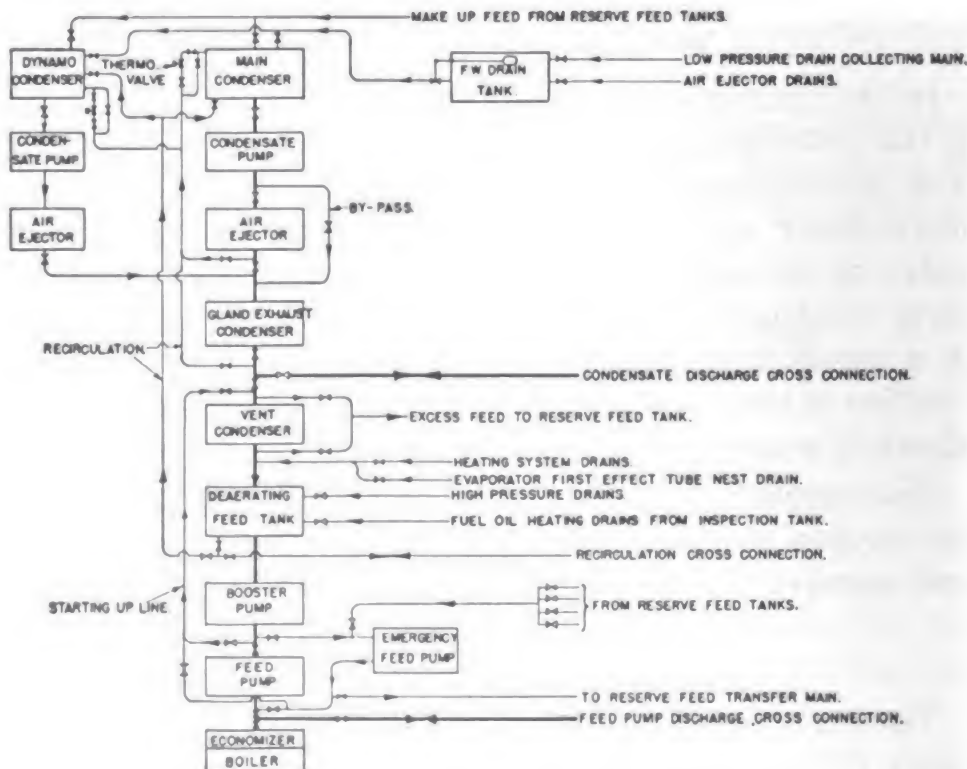 MAKE UP FEED FROM RESERVE FEED TANKS.
DYNAMO
CONDENSER
THERMO.
VALVE
MAIN
CONDENSER
F.W. DRAIN
TANK.
LOW PRESSURE DRAIN COLLECTING MAIN.
AIR EJECTOR DRAINS.
CONDEN-
SATE PUMP
CONDENSATE
PUMP
AIR
EJECTOR
AIR
EJECTOR
BY-PASS.
GLAND EXHAUST
CONDENSER
RECIRCULATION.
CONDENSATE DISCHARGE CROSS CONNECTION.
VENT
CONDENSER
EXCESS FEED TO RESERVE FEED TANK.
HEATING SYSTEM DRAINS.
EVAPORATOR FIRST EFFECT TUBE NEST DRAIN.
DEAERATING
FEED TANK
HIGH PRESSURE DRAINS
FUEL OIL HEATING DRAINS FROM INSPECTION TANK.
RECIRCULATION CROSS CONNECTION.
STARTING UP LINE.
BOOSTER
PUMP
FROM RESERVE FEED TANKS.
EMERGENCY
FEED PUMP
FEED
PUMP
TO RESERVE FEED TRANSFER MAIN.
FEED PUMP DISCHARGE CROSS CONNECTION.
ECONOMIZER
BOILER